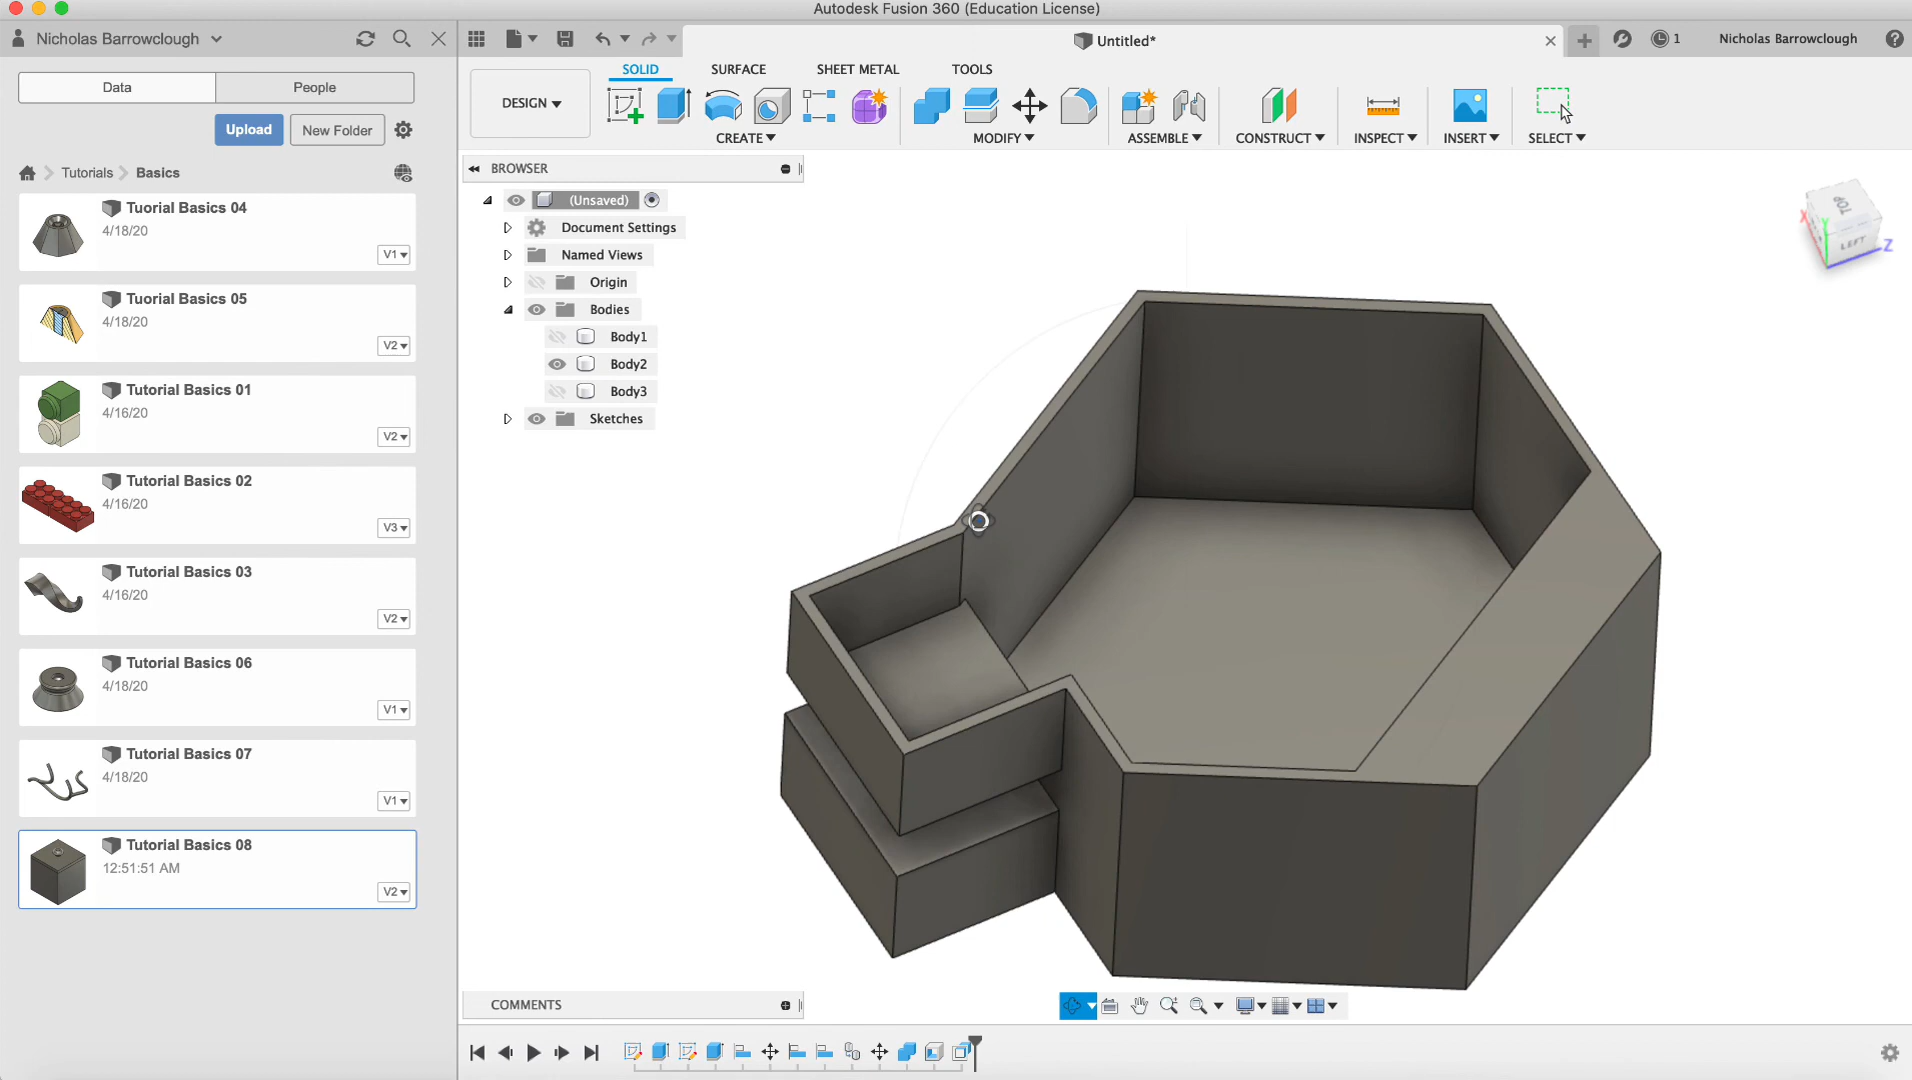 Autodesk Fusion 360 (Education License)
Nicholas Barrowclough
Untitled*
1
Nicholas Barrowclough
Data
People
Upload
New Folder
Tutorials
Basics
Tuorial Basics 04
4/18/20
V1
Tuorial Basics 05
4/18/20
V2
Tutorial Basics 01
4/16/20
V2
Tutorial Basics 02
4/16/20
V3
Tutorial Basics 03
4/16/20
V2
Tutorial Basics 06
4/18/20
V1
Tutorial Basics 07
4/18/20
V1
Tutorial Basics 08
12:51:51 AM
V2
SOLID
SURFACE
SHEET METAL
TOOLS
DESIGN
CREATE
MODIFY
ASSEMBLE
CONSTRUCT
INSPECT
INSERT
SELECT
BROWSER
(Unsaved)
Document Settings
Named Views
Origin
Bodies
Body1
Body2
Body3
Sketches
TOP
LEFT
X
Y
Z
COMMENTS